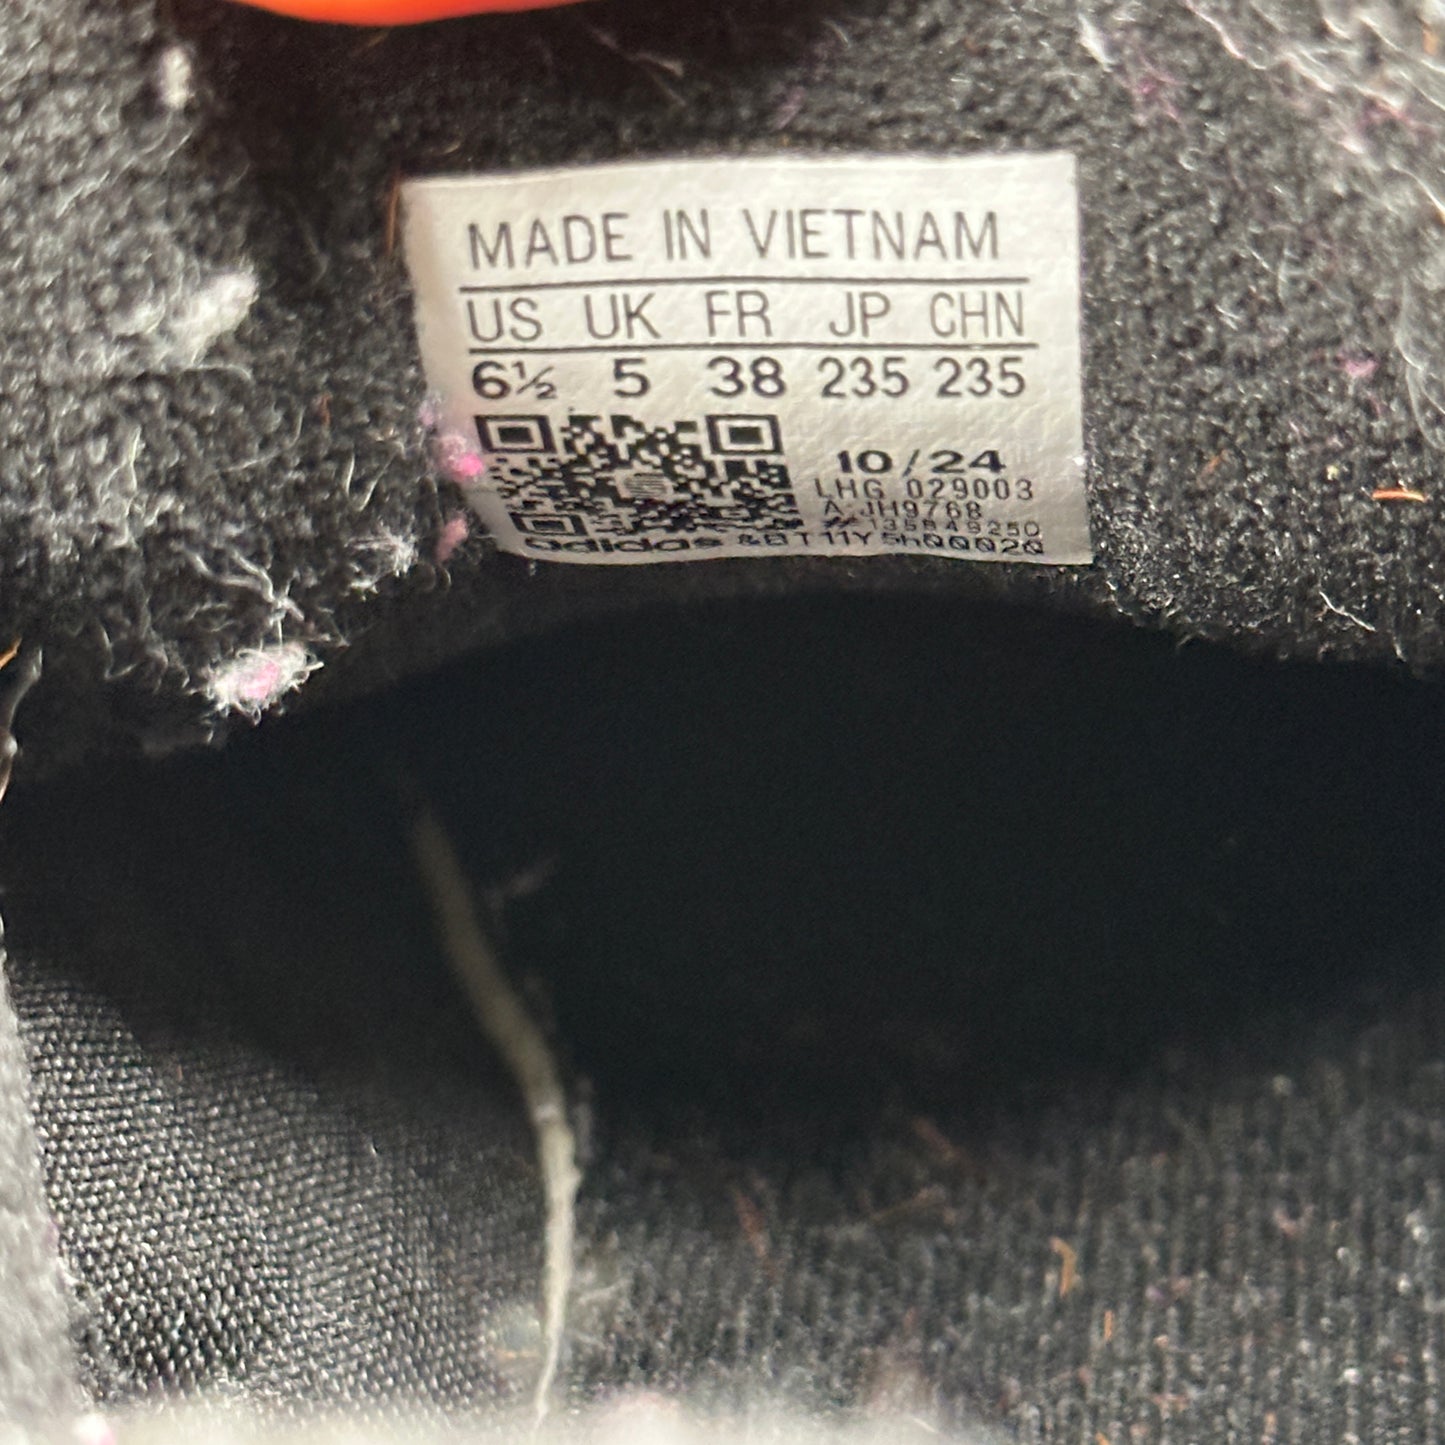 MADE IN VIETNAM
US UK FR JP CHN
6½ 5 38 235 235
10/24
LHG 029003
A:JH9768
adidas